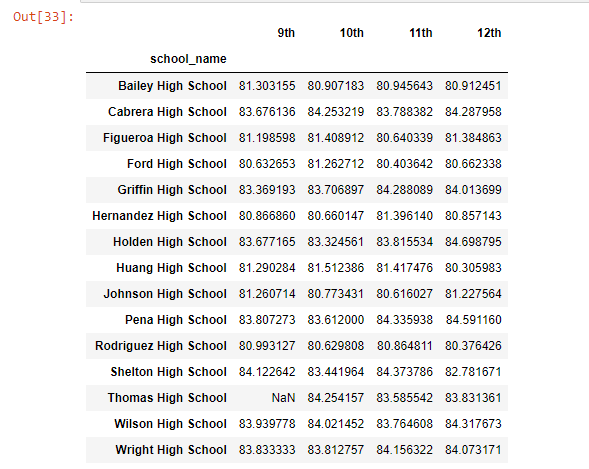 Out[33]:
9th 10th 11th 12th
school_name
Bailey High School 81.303155 80.907183 80.945643 80.912451
Cabrera High School 83.676136 84.253219 83.788382 84.287958
Figueroa High School 81.198598 81.408912 80.640339 81.384863
Ford High School 80.632653 81.262712 80.403642 80.662338
Griffin High School 83.369193 83.706897 84.288089 84.013699
Hernandez High School 80.866860 80.660147 81.396140 80.857143
Holden High School 83.677165 83.324561 83.815534 84.698795
Huang High School 81.290284 81.512386 81.417476 80.305983
Johnson High School 81.260714 80.773431 80.616027 81.227564
Pena High School 83.807273 83.612000 84.335938 84.591160
Rodriguez High School 80.993127 80.629808 80.864811 80.376426
Shelton High School 84.122642 83.441964 84.373786 82.781671
Thomas High School NaN 84.254157 83.585542 83.831361
Wilson High School 83.939778 84.021452 83.764608 84.317673
Wright High School 83.833333 83.812757 84.156322 84.073171